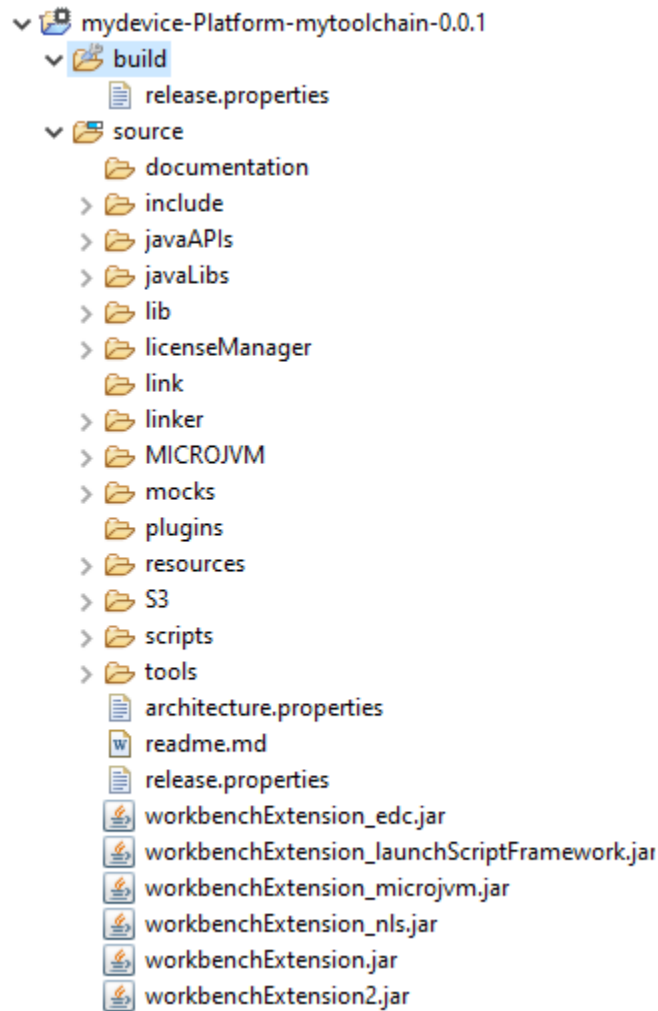 mydevice-Platform-mytoolchain-0.0.1
build
release.properties
source
documentation
include
javaAPIs
javaLibs
lib
licenseManager
link
linker
MICROJVM
mocks
plugins
resources
S3
scripts
tools
architecture.properties
readme.md
release.properties
workbenchExtension_edc.jar
workbenchExtension_launchScriptFramework.jar
workbenchExtension_microjvm.jar
workbenchExtension_nls.jar
workbenchExtension.jar
workbenchExtension2.jar